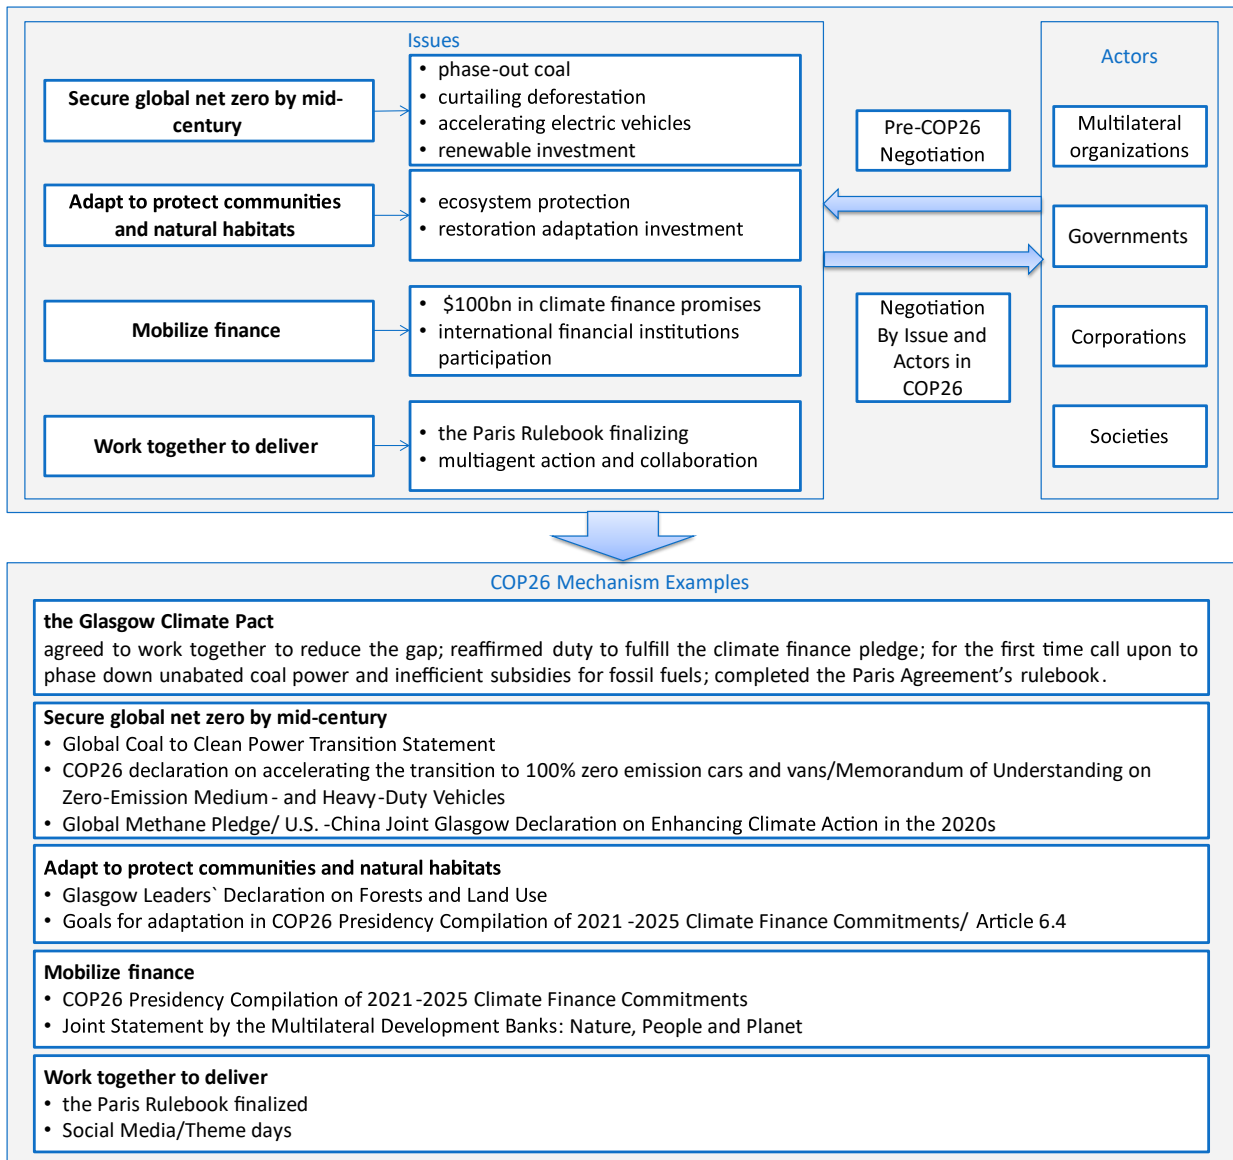 Issues
Secure global net zero by mid-
century
• phase-out coal
• curtailing deforestation
• accelerating electric vehicles
• renewable investment
Adapt to protect communities
and natural habitats
• ecosystem protection
• restoration adaptation investment
Mobilize finance
• $100bn in climate finance promises
• international financial institutions
participation
Work together to deliver
• the Paris Rulebook finalizing
• multiagent action and collaboration
Pre-COP26
Negotiation
Negotiation
By Issue and
Actors in
COP26
Actors
Multilateral
organizations
Governments
Corporations
Societies
COP26 Mechanism Examples
the Glasgow Climate Pact
agreed to work together to reduce the gap; reaffirmed duty to fulfill the climate finance pledge; for the first time call upon to
phase down unabated coal power and inefficient subsidies for fossil fuels; completed the Paris Agreement's rulebook.
Secure global net zero by mid-century
• Global Coal to Clean Power Transition Statement
• COP26 declaration on accelerating the transition to 100% zero emission cars and vans/Memorandum of Understanding on
Zero-Emission Medium- and Heavy-Duty Vehicles
• Global Methane Pledge/ U.S. -China Joint Glasgow Declaration on Enhancing Climate Action in the 2020s
Adapt to protect communities and natural habitats
• Glasgow Leaders` Declaration on Forests and Land Use
• Goals for adaptation in COP26 Presidency Compilation of 2021 -2025 Climate Finance Commitments/ Article 6.4
Mobilize finance
• COP26 Presidency Compilation of 2021-2025 Climate Finance Commitments
• Joint Statement by the Multilateral Development Banks: Nature, People and Planet
Work together to deliver
• the Paris Rulebook finalized
• Social Media/Theme days